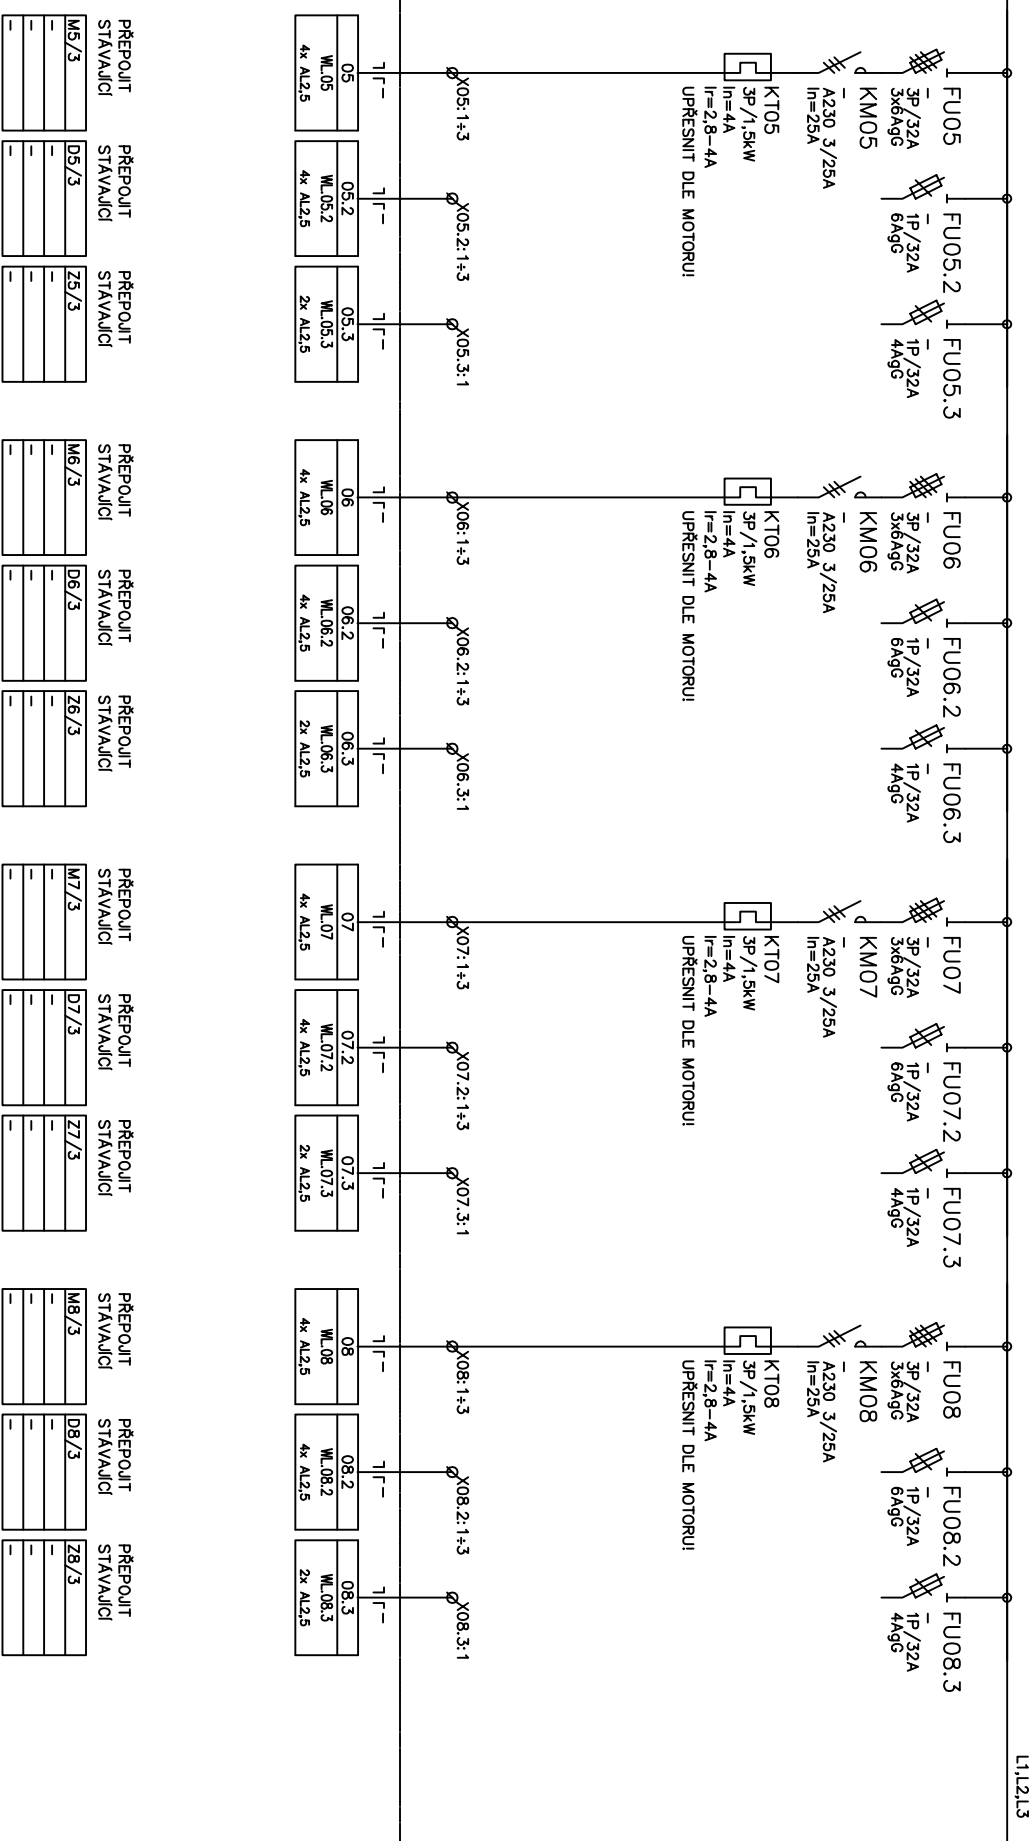 L1,L2,L3
FU05
3P/32A
3x6AgG
KM05
A230 3/25A
In=25A
KT05
3P/1,5kW
In=4A
Ir=2,8-4A
UPŘESNIT DLE MOTORU!
X05:1÷3
05
WL.05
4x AL2,5
PŘEPOJIT
STÁVAJÍCÍ
M5/3
-
-
-
FU05.2
1P/32A
6AgG
X05.2:1÷3
05.2
WL.05.2
4x AL2,5
PŘEPOJIT
STÁVAJÍCÍ
D5/3
-
-
-
FU05.3
1P/32A
4AgG
X05.3:1
05.3
WL.05.3
2x AL2,5
PŘEPOJIT
STÁVAJÍCÍ
Z5/3
-
-
-
FU06
3P/32A
3x6AgG
KM06
A230 3/25A
In=25A
KT06
3P/1,5kW
In=4A
Ir=2,8-4A
UPŘESNIT DLE MOTORU!
X06:1÷3
06
WL.06
4x AL2,5
PŘEPOJIT
STÁVAJÍCÍ
M6/3
-
-
-
FU06.2
1P/32A
6AgG
X06.2:1÷3
06.2
WL.06.2
4x AL2,5
PŘEPOJIT
STÁVAJÍCÍ
D6/3
-
-
-
FU06.3
1P/32A
4AgG
X06.3:1
06.3
WL.06.3
2x AL2,5
PŘEPOJIT
STÁVAJÍCÍ
Z6/3
-
-
-
FU07
3P/32A
3x6AgG
KM07
A230 3/25A
In=25A
KT07
3P/1,5kW
In=4A
Ir=2,8-4A
UPŘESNIT DLE MOTORU!
X07:1÷3
07
WL.07
4x AL2,5
PŘEPOJIT
STÁVAJÍCÍ
M7/3
-
-
-
FU07.2
1P/32A
6AgG
X07.2:1÷3
07.2
WL.07.2
4x AL2,5
PŘEPOJIT
STÁVAJÍCÍ
D7/3
-
-
-
FU07.3
1P/32A
4AgG
X07.3:1
07.3
WL.07.3
2x AL2,5
PŘEPOJIT
STÁVAJÍCÍ
Z7/3
-
-
-
FU08
3P/32A
3x6AgG
KM08
A230 3/25A
In=25A
KT08
3P/1,5kW
In=4A
Ir=2,8-4A
UPŘESNIT DLE MOTORU!
X08:1÷3
08
WL.08
4x AL2,5
PŘEPOJIT
STÁVAJÍCÍ
M8/3
-
-
-
FU08.2
1P/32A
6AgG
X08.2:1÷3
08.2
WL.08.2
4x AL2,5
PŘEPOJIT
STÁVAJÍCÍ
D8/3
-
-
-
FU08.3
1P/32A
4AgG
X08.3:1
08.3
WL.08.3
2x AL2,5
PŘEPOJIT
STÁVAJÍCÍ
Z8/3
-
-
-